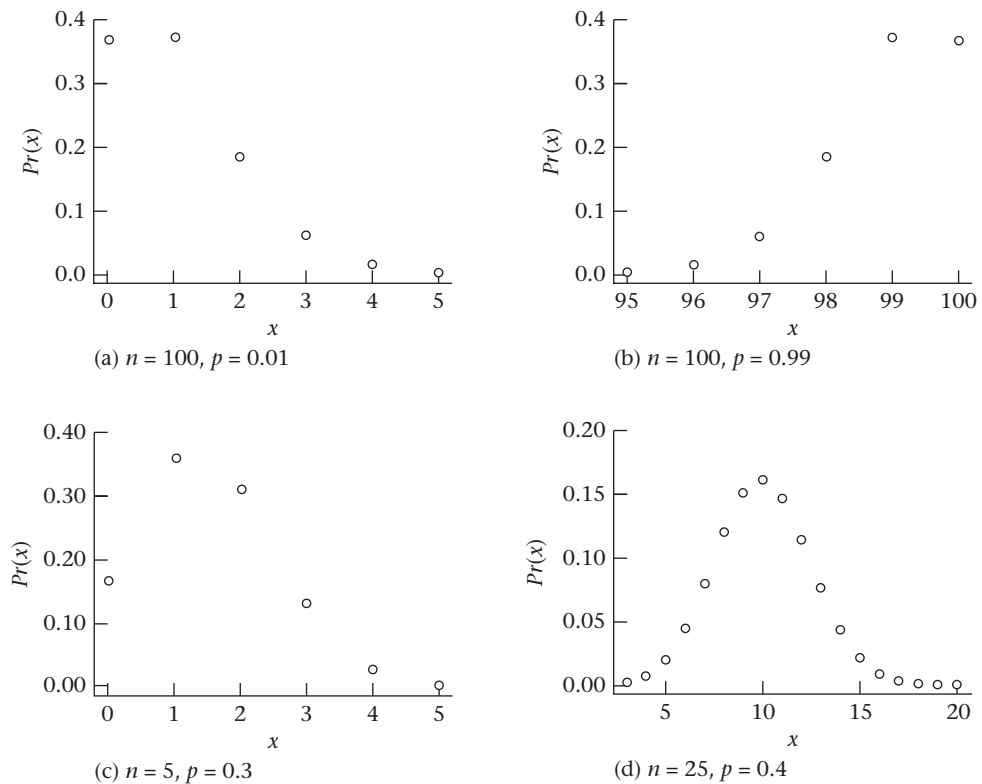 0.4
0.3
0.2
0.1
0.0
Pr(x)
0 1 2 3 4 5
x
(a) n = 100, p = 0.01
0.4
0.3
0.2
0.1
0.0
Pr(x)
95 96 97 98 99 100
x
(b) n = 100, p = 0.99
0.40
0.30
0.20
0.10
0.00
Pr(x)
0 1 2 3 4 5
x
(c) n = 5, p = 0.3
0.20
0.15
0.10
0.05
0.00
Pr(x)
5 10 15 20
x
(d) n = 25, p = 0.4